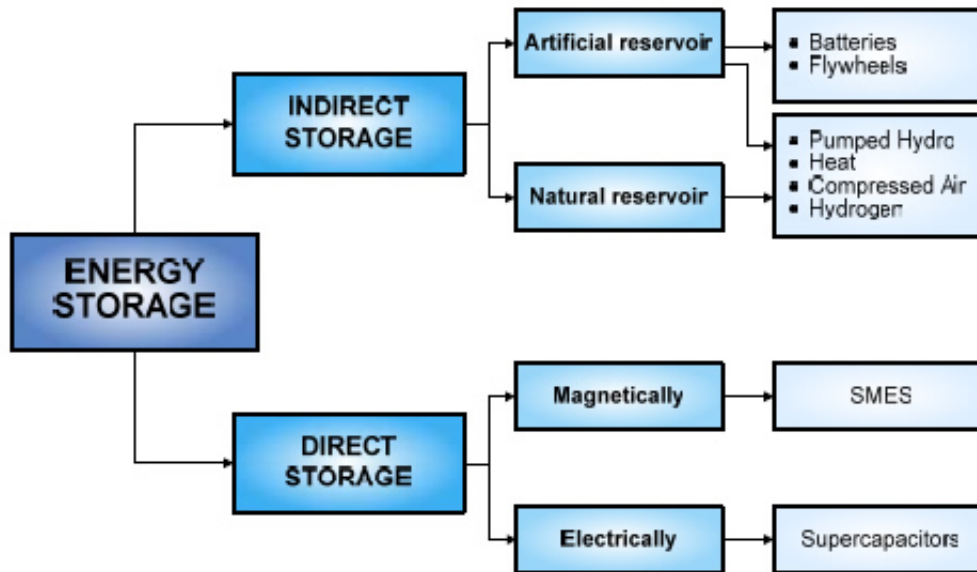 Artificial reservoir
▪ Batteries
▪ Flywheels
INDIRECT
STORAGE
▪ Pumped Hydro
▪ Heat
▪ Compressed Air
▪ Hydrogen
Natural reservoir
ENERGY
STORAGE
Magnetically
SMES
DIRECT
STORAGE
Electrically
Supercapacitors